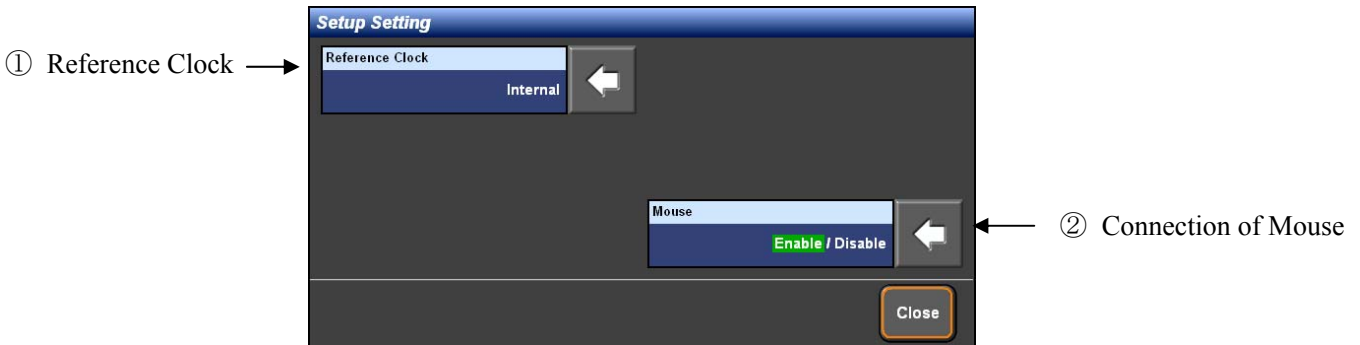 Setup Setting
① Reference Clock
Reference Clock
Internal
Mouse
Enable / Disable
② Connection of Mouse
Close